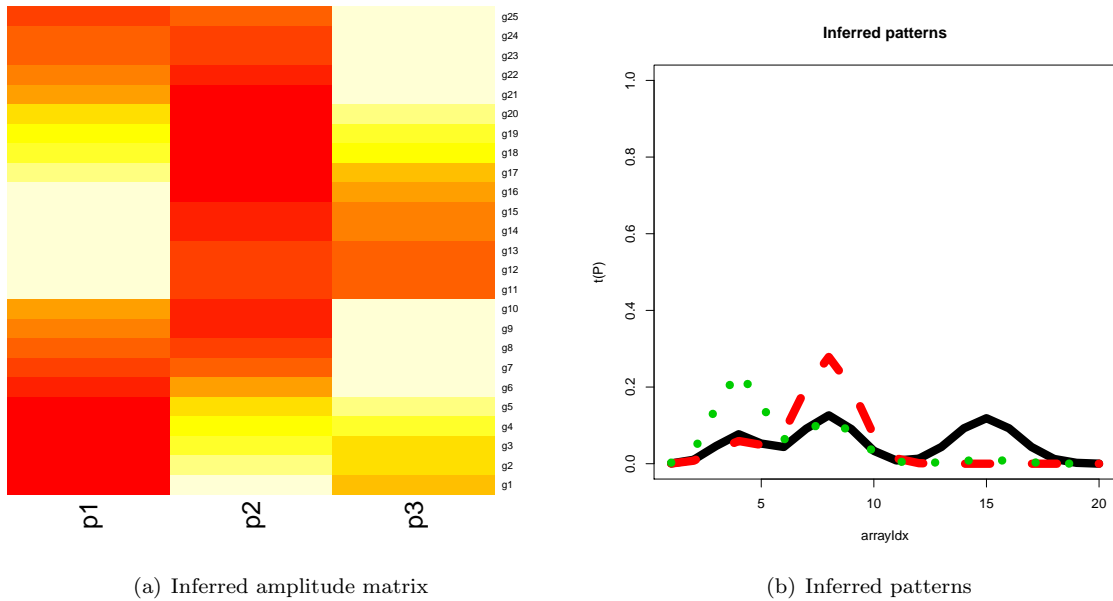 g25
g24
g23
g22
g21
g20
g19
g18
g17
g16
g15
g14
g13
g12
g11
g10
g9
g8
g7
g6
g5
g4
g3
g2
g1
p1 p2 p3
(a) Inferred amplitude matrix
Inferred patterns
t(P)
1.0
0.8
0.6
0.4
0.2
0.0
5 10 15 20
arrayIdx
(b) Inferred patterns